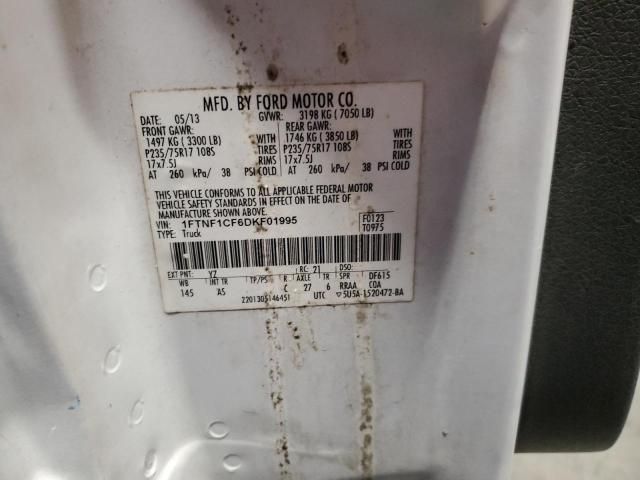 MFD. BY FORD MOTOR CO.
DATE: 05/13 GVWR: 3198 KG ( 7050 LB)
FRONT GAWR: REAR GAWR:
1497 KG ( 3300 LB) WITH 1746 KG ( 3850 LB) WITH
P235/75R17 108S TIRES P235/75R17 108S TIRES
17x7.5J RIMS 17x7.5J RIMS
AT 260 kPa/ 38 PSI COLD AT 260 kPa/ 38 PSI COLD
THIS VEHICLE CONFORMS TO ALL APPLICABLE FEDERAL MOTOR
VEHICLE SAFETY STANDARDS IN EFFECT ON THE DATE OF
MANUFACTURE SHOWN ABOVE.
VIN: 1FTNF1CF6DKF01995 F0123
TYPE: Truck T0975
EXT PNT: YZ RC: 21 DSO:
WB INT TR TP/PS R AXLE TR SPR DF615
145 AS C 27 6 RRAA COA
2201305146451 UTC ▽5U5A-1520472-BA